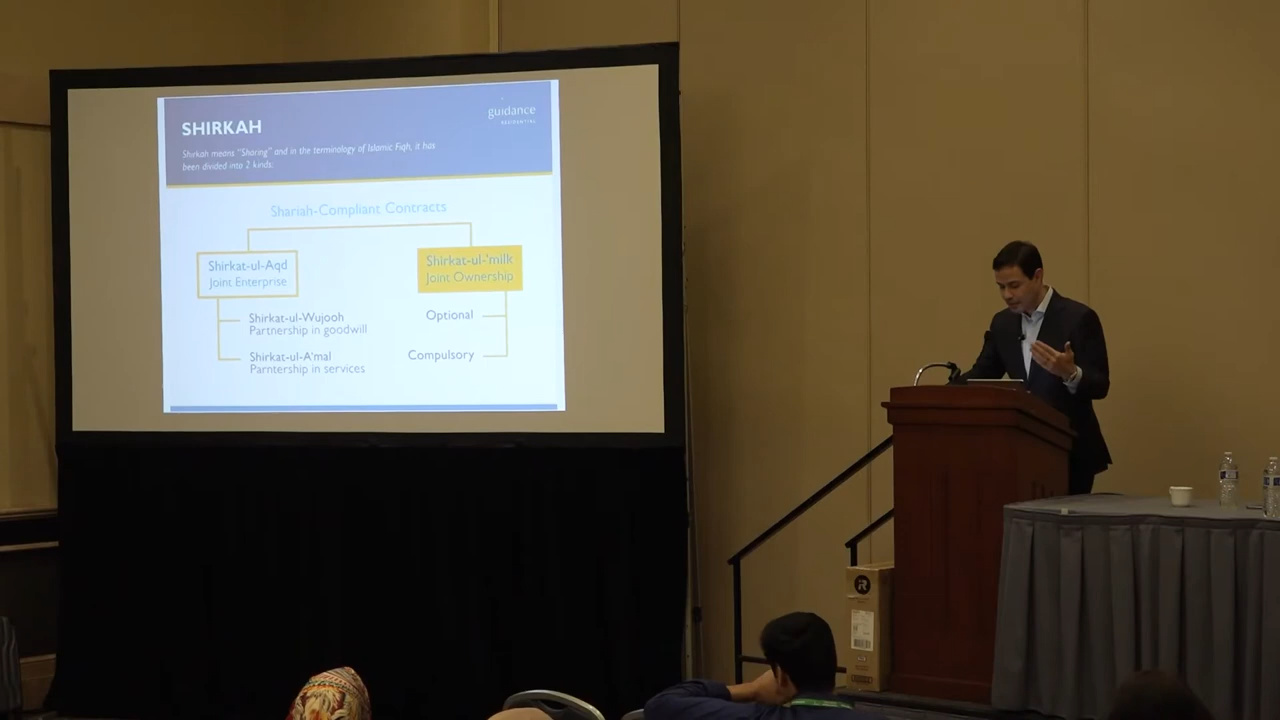 SHIRKAH
guidance
RESIDENTIAL
Shirkah means "Sharing" and in the terminology of Islamic Fiqh, it has
been divided into 2 kinds:
Shariah-Compliant Contracts
Shirkat-ul-Aqd
Joint Enterprise
Shirkat-ul-Wujooh
Partnership in goodwill
Shirkat-ul-A'mal
Parntership in services
Shirkat-ul-'milk
Joint Ownership
Optional
Compulsory
R